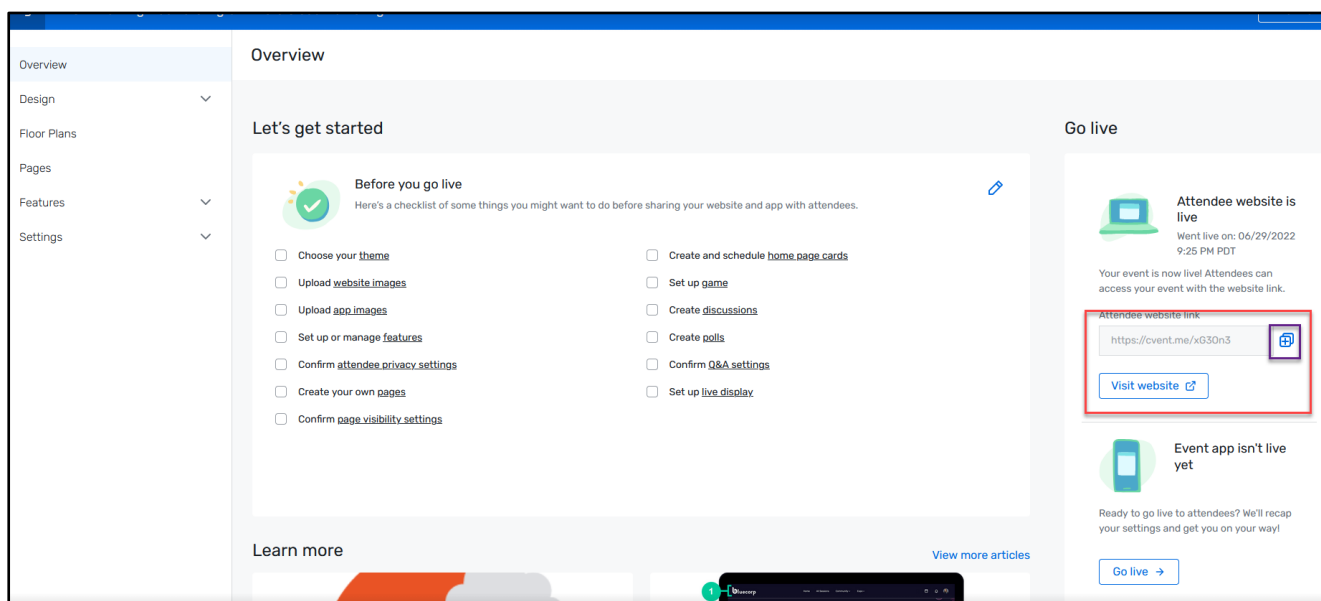 Overview
Design
Floor Plans
Pages
Features
Settings
Overview
Let's get started
Before you go live
Here's a checklist of some things you might want to do before sharing your website and app with attendees.
Choose your theme
Upload website images
Upload app images
Set up or manage features
Confirm attendee privacy settings
Create your own pages
Confirm page visibility settings
Create and schedule home page cards
Set up game
Create discussions
Create polls
Confirm Q&A settings
Set up live display
Learn more
View more articles
1
bluecorp
Go live
Attendee website is
live
Went live on: 06/29/2022
9:25 PM PDT
Your event is now live! Attendees can
access your event with the website link.
Attendee website link
https://cvent.me/xG3On3
Visit website
Event app isn't live
yet
Ready to go live to attendees? We'll recap
your settings and get you on your way!
Go live